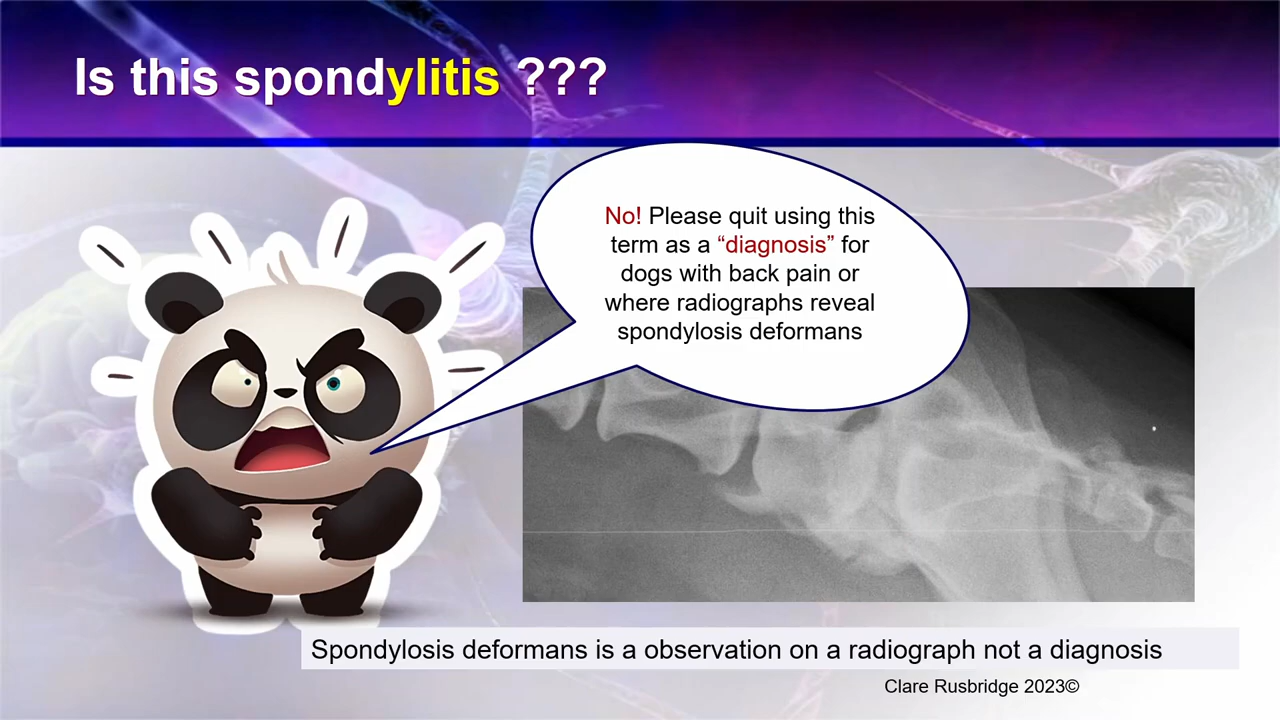 Is this spondylitis ???
No! Please quit using this
term as a “diagnosis” for
dogs with back pain or
where radiographs reveal
spondylosis deformans
Spondylosis deformans is a observation on a radiograph not a diagnosis
Clare Rusbridge 2023©